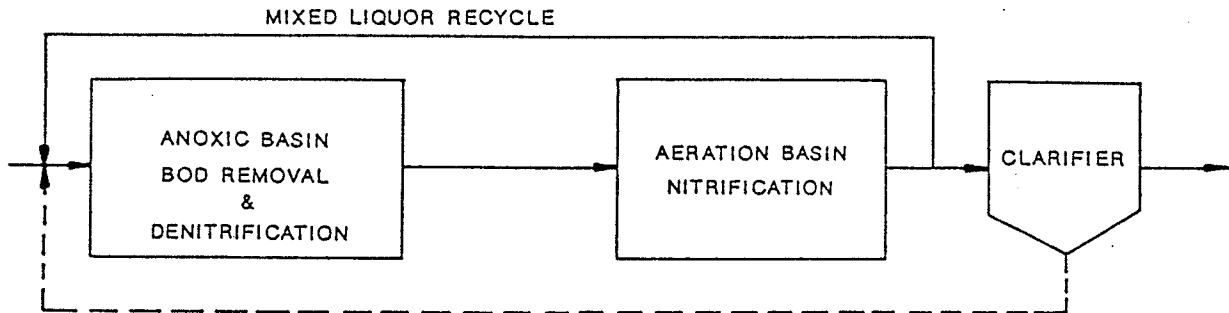 MIXED LIQUOR RECYCLE
ANOXIC BASIN
BOD REMOVAL
&
DENITRIFICATION
AERATION BASIN
NITRIFICATION
CLARIFIER